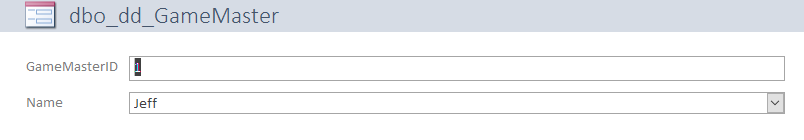 dbo_dd_GameMaster
GameMasterID 1
Name Jeff